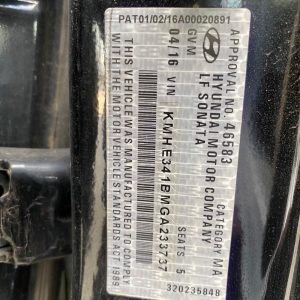 APPROVAL NO. 46583 CATEGORY MA
HYUNDAI MOTOR COMPANY
LF SONATA SEATS 5
GVM
04/16 VIN KMHE341BMGA233737
THIS VEHICLE WAS MANUFACTURED TO COMPLY
WITH THE MOTOR VEHICLE STANDARDS ACT 1989.
PAT01/02/16A00020891
320235848